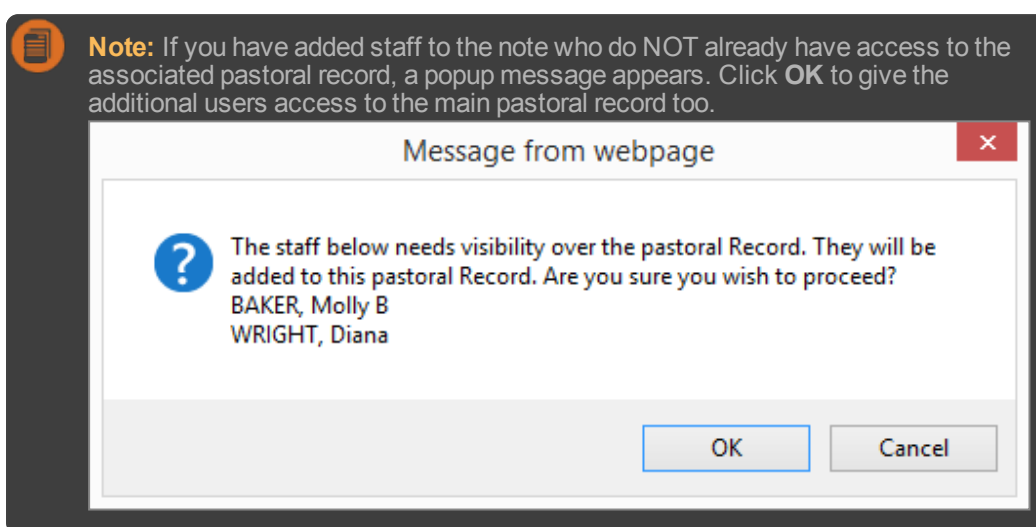 Note: If you have added staff to the note who do NOT already have access to the
associated pastoral record, a popup message appears. Click OK to give the
additional users access to the main pastoral record too.
Message from webpage
The staff below needs visibility over the pastoral Record. They will be
added to this pastoral Record. Are you sure you wish to proceed?
BAKER, Molly B
WRIGHT, Diana
OK Cancel